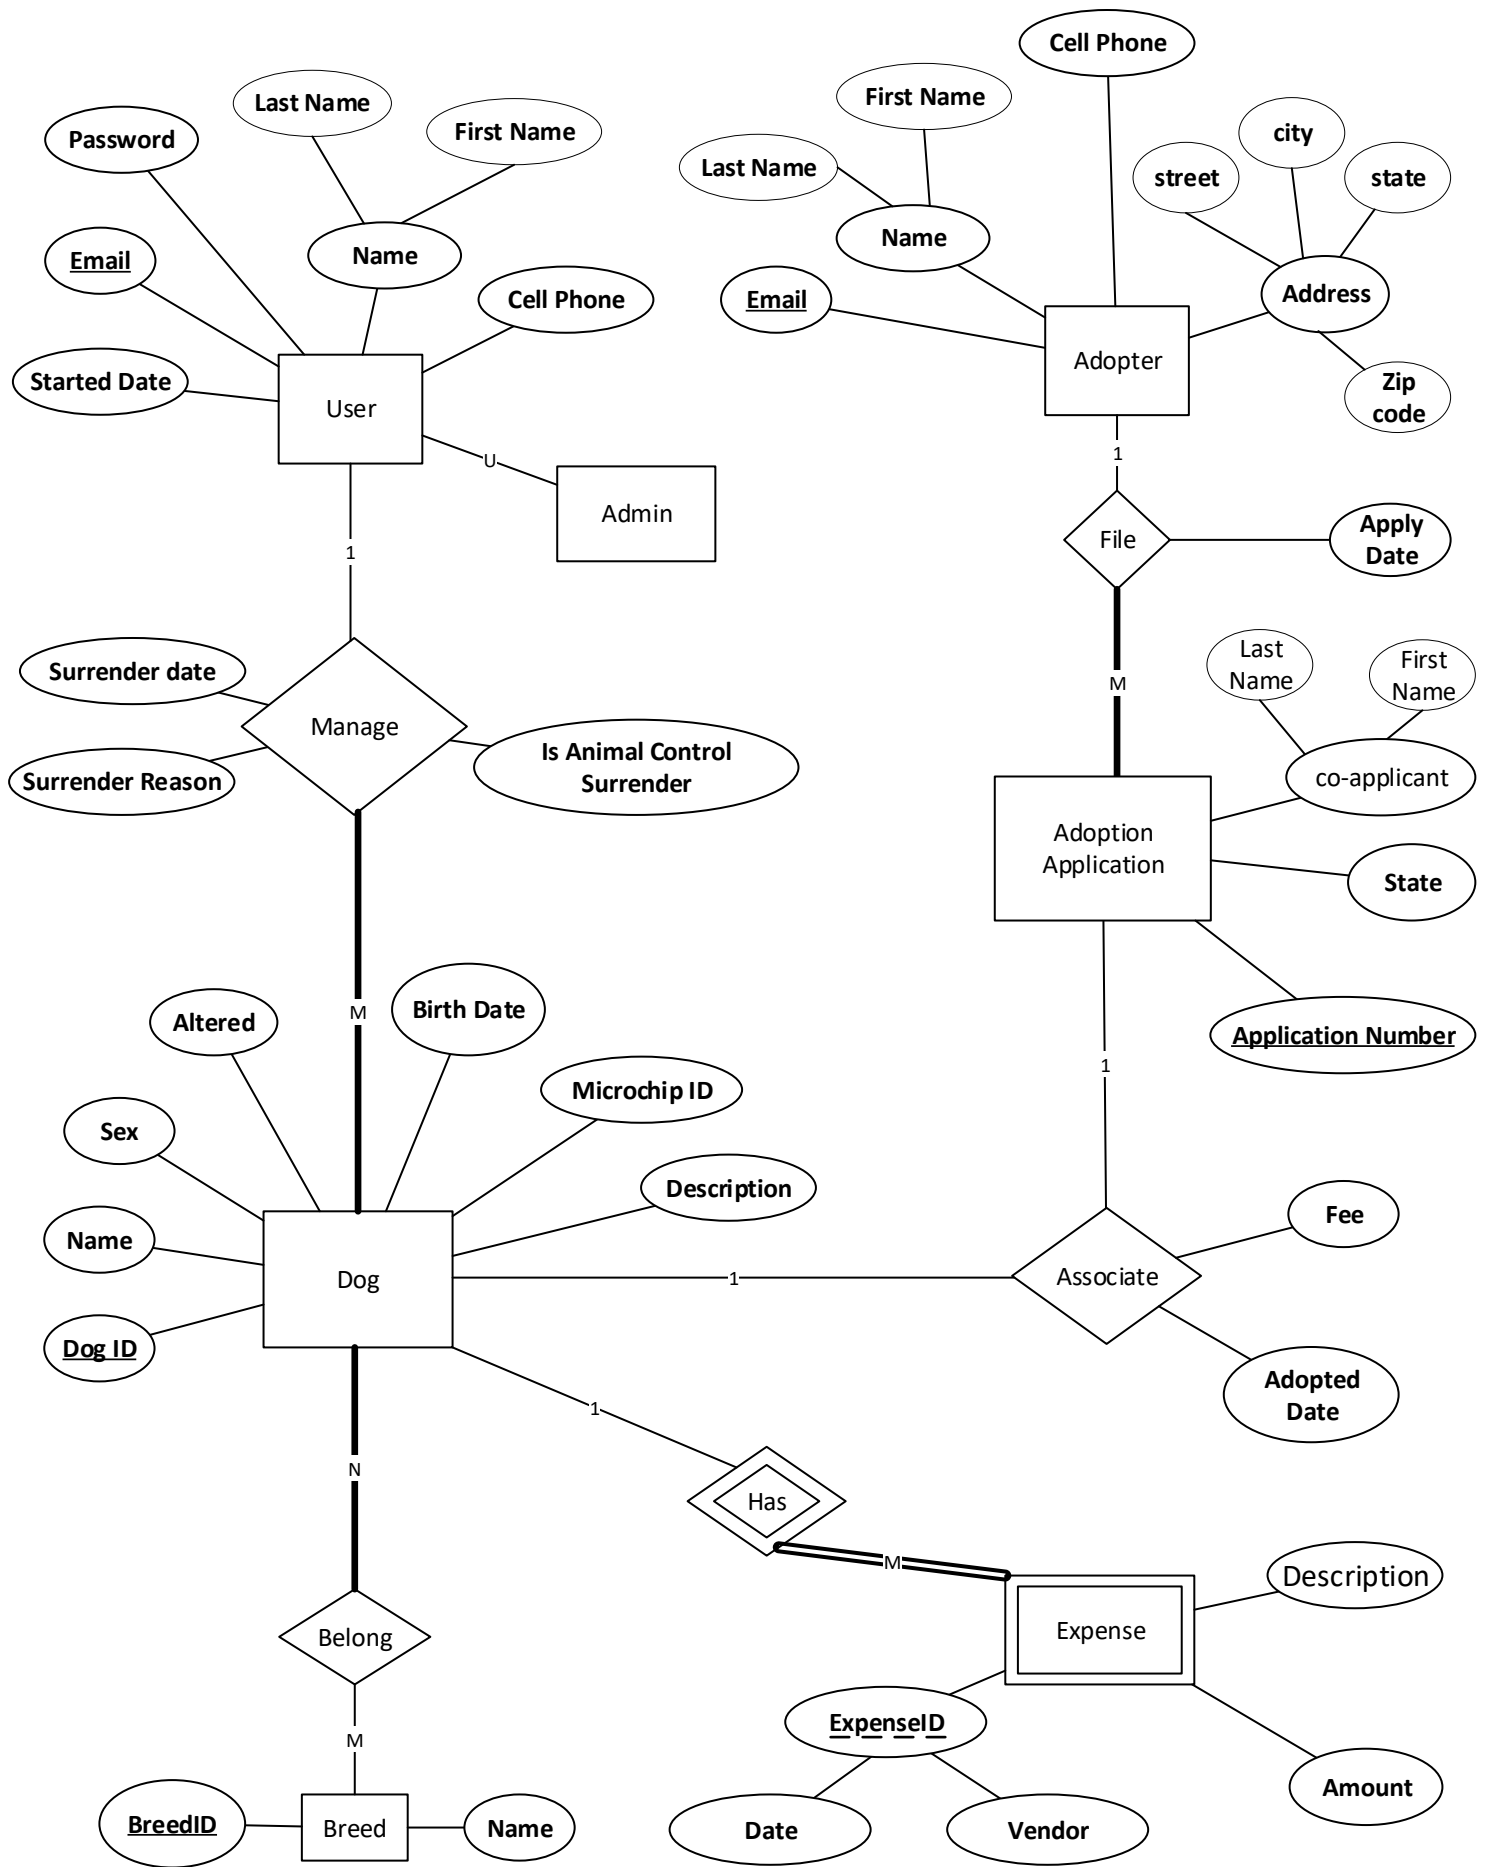 Cell Phone
First Name
Last Name
Last Name
First Name
Password
city
street
state
Name
Name
Email
Address
Email
Cell Phone
Started Date
User
Adopter
Zip
code
U
1
Admin
File
Apply
Date
1
Surrender date
Last
Name
First
Name
M
Manage
Is Animal Control
Surrender
Surrender Reason
co-applicant
Adoption
Application
State
M
Birth Date
Altered
Application Number
1
Microchip ID
Sex
Description
Name
Fee
Dog
1
Associate
Dog ID
Adopted
Date
1
N
Has
M
Description
Belong
Expense
ExpenseID
M
Amount
BreedID
Breed
Name
Date
Vendor